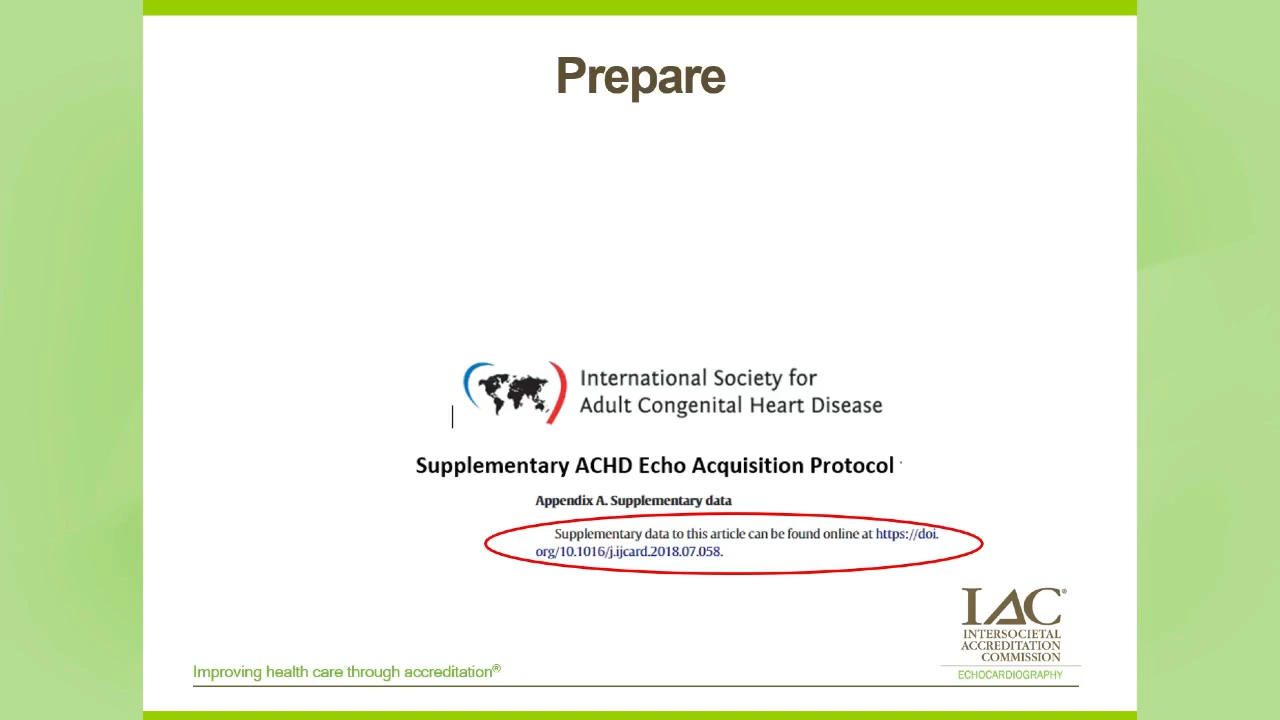 Prepare
International Society for
Adult Congenital Heart Disease
Supplementary ACHD Echo Acquisition Protocol
Appendix A. Supplementary data
Supplementary data to this article can be found online at https://doi.
org/10.1016/j.ijcard.2018.07.058.
IAC®
INTERSOCIETAL
ACCREDITATION
COMMISSION
ECHOCARDIOGRAPHY
Improving health care through accreditation®